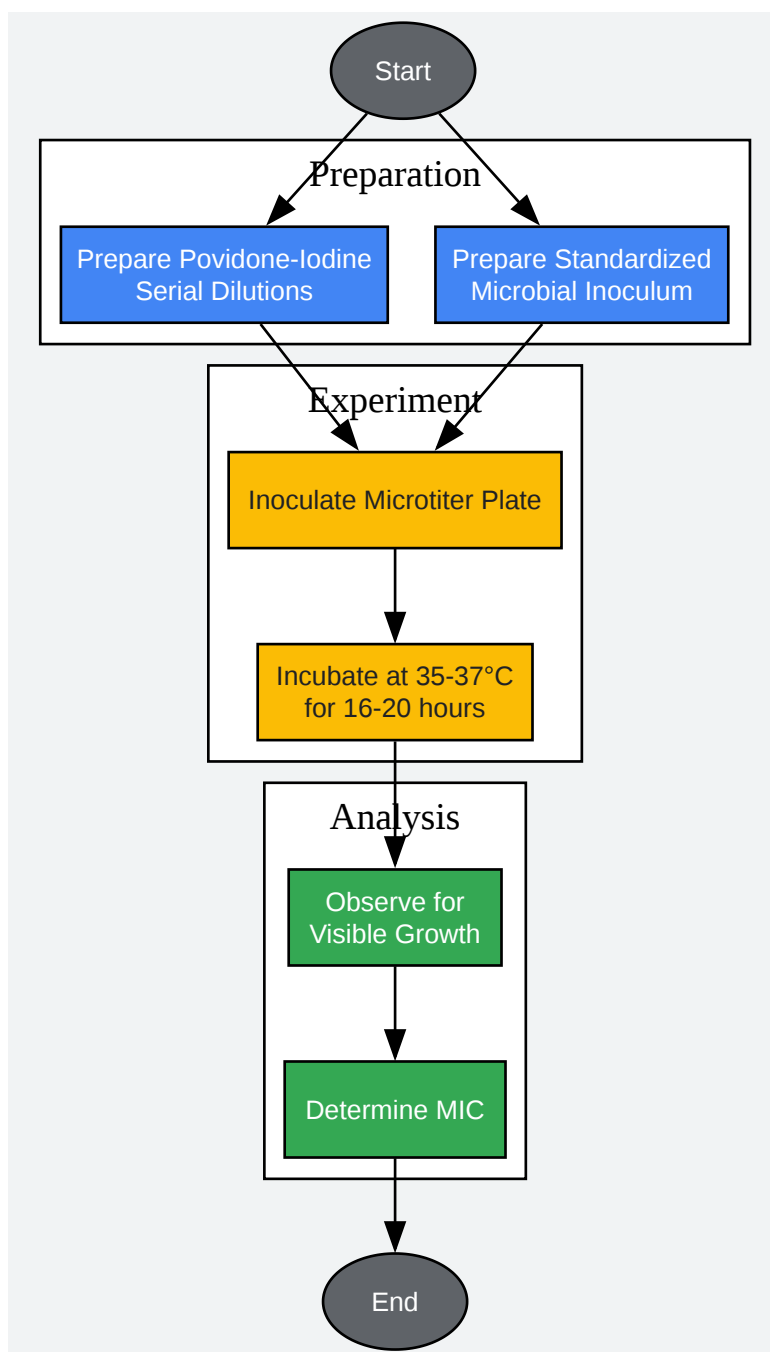 Start
Preparation
Prepare Povidone-Iodine
Serial Dilutions
Prepare Standardized
Microbial Inoculum
Experiment
Inoculate Microtiter Plate
Incubate at 35-37°C
for 16-20 hours
Analysis
Observe for
Visible Growth
Determine MIC
End